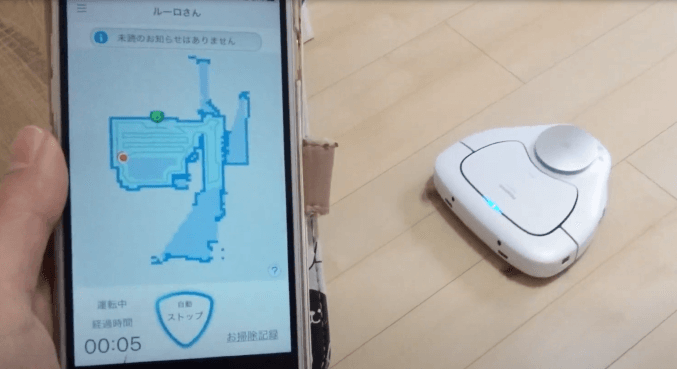 ルーロさん
未読のお知らせはありません
?
運転中
自動
ストップ
経過時間
00:05
お掃除記録